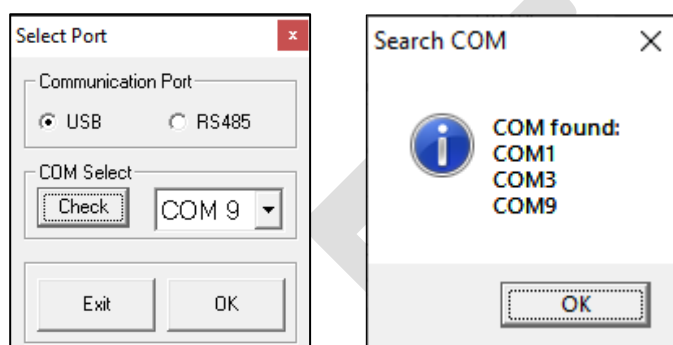 Select Port
x
Communication Port
USB
RS485
COM Select
Check
COM 9
Exit
OK
Search COM
COM found:
COM1
COM3
COM9
OK